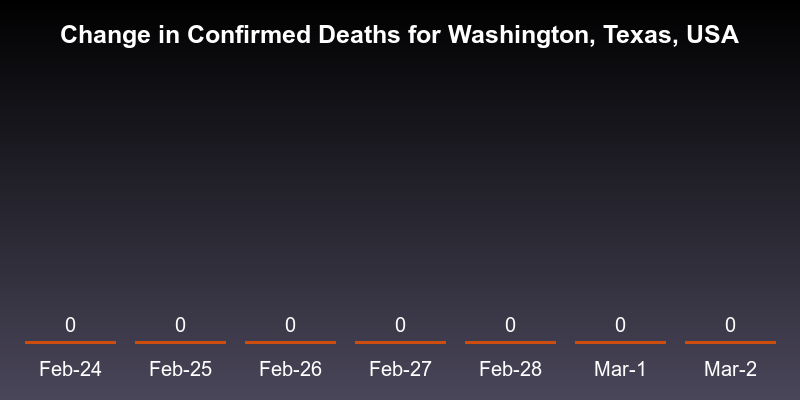 Change in Confirmed Deaths for Washington, Texas, USA
0 0 0 0 0 0 0
Feb-24 Feb-25 Feb-26 Feb-27 Feb-28 Mar-1 Mar-2